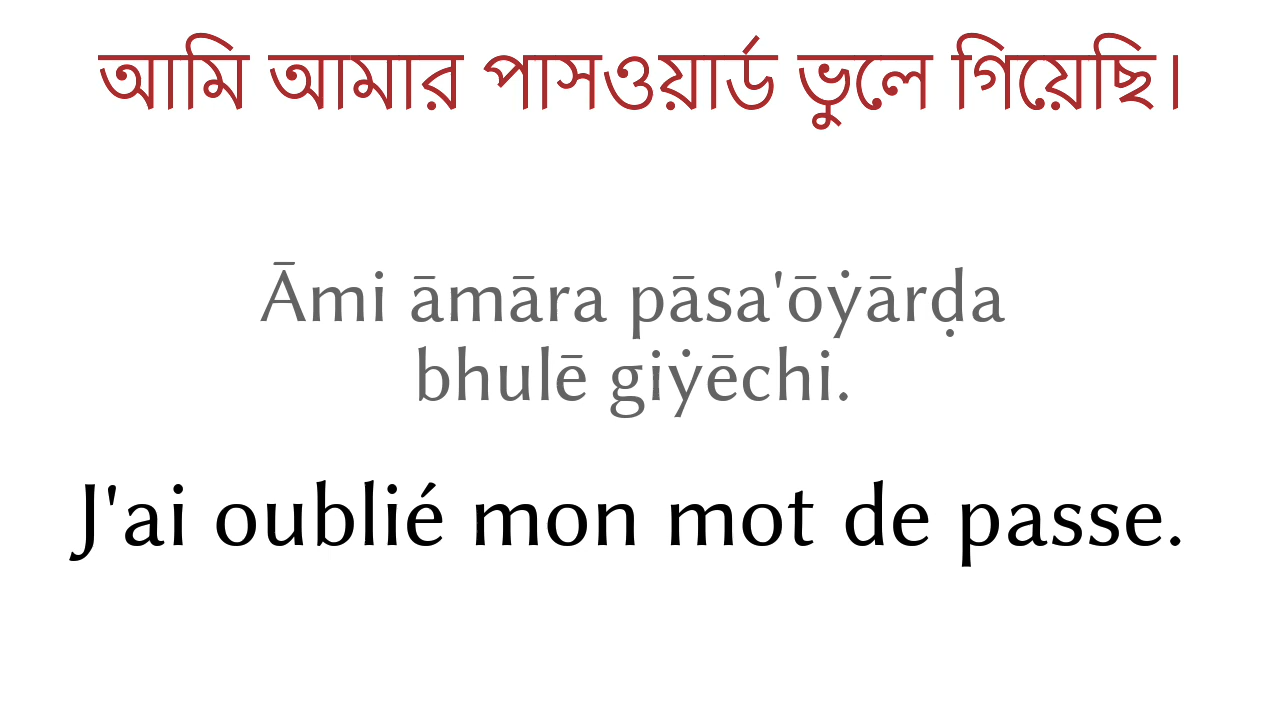 আমি আমার পাসওয়ার্ড ভুলে গিয়েছি।
Āmi āmāra pāsa'ōẏārḍa
bhulē giẏēchi.
J'ai oublié mon mot de passe.